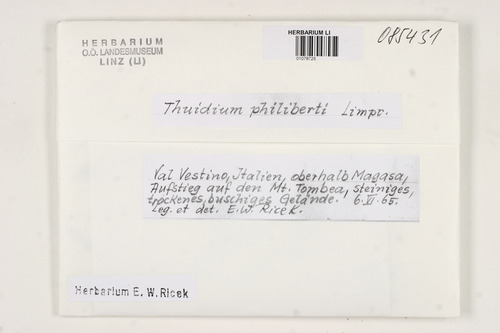 HERBARIUM
O.Ö. LANDESMUSEUM
LINZ (LI)
HERBARIUM LI
01079725
085431
Thuidium philiberti Limpr.
Val Vestino, Italien, oberhalb Magasa,
Aufstieg auf den Mt. Tombea, steiniges,
trockenes, buschiges Gelände. 6.VI.65.
Leg. et det. E.W. Ricek.
Herbarium E. W. Ricek